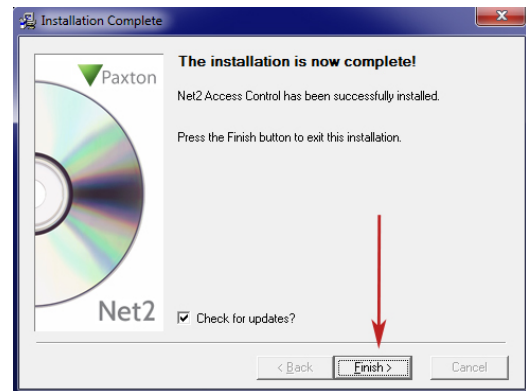 Installation Complete
Paxton
Net2
The installation is now complete!
Net2 Access Control has been successfully installed.
Press the Finish button to exit this installation.
Check for updates?
< Back
Finish >
Cancel